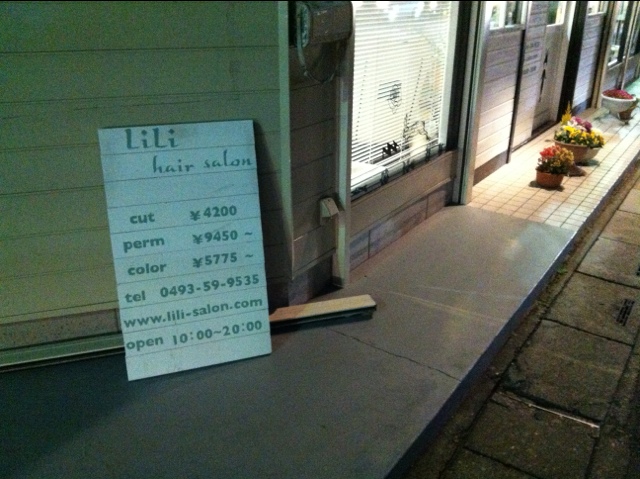 LiLi
hair salon
cut ¥4200
perm ¥9450 ~
color ¥5775 ~
tel 0493-59-9535
www.lili-salon.com
open 10:00~20:00